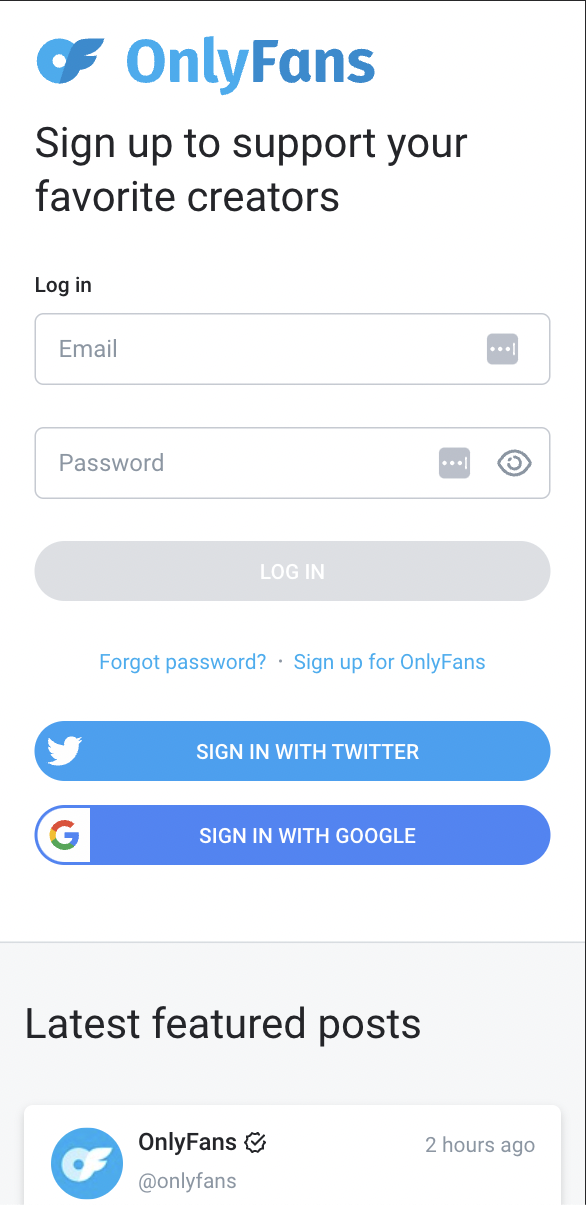 OnlyFans
Sign up to support your
favorite creators
Log in
Email
Password
LOG IN
Forgot password? · Sign up for OnlyFans
SIGN IN WITH TWITTER
SIGN IN WITH GOOGLE
Latest featured posts
OnlyFans 2 hours ago
@onlyfans